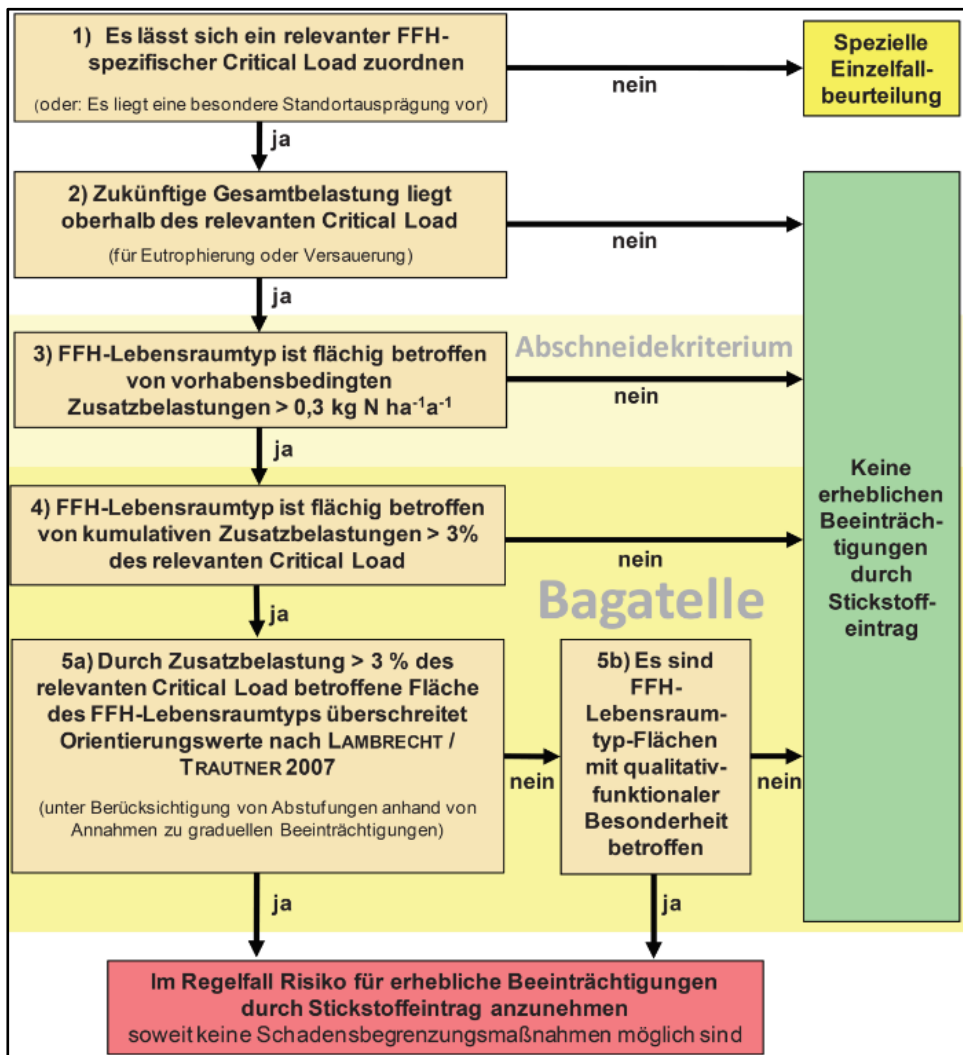 1) Es lässt sich ein relevanter FFH-
spezifischer Critical Load zuordnen
(oder: Es liegt eine besondere Standortausprägung vor)
nein
Spezielle
Einzelfall-
beurteilung
ja
2) Zukünftige Gesamtbelastung liegt
oberhalb des relevanten Critical Load
(für Eutrophierung oder Versauerung)
nein
ja
3) FFH-Lebensraumtyp ist flächig betroffen
von vorhabensbedingten
Zusatzbelastungen > 0,3 kg N ha⁻¹a⁻¹
Abschneidekriterium
nein
ja
4) FFH-Lebensraumtyp ist flächig betroffen
von kumulativen Zusatzbelastungen > 3%
des relevanten Critical Load
nein
Bagatelle
ja
5a) Durch Zusatzbelastung > 3 % des
relevanten Critical Load betroffene Fläche
des FFH-Lebensraumtyps überschreitet
Orientierungswerte nach LAMBRECHT /
TRAUTNER 2007
(unter Berücksichtigung von Abstufungen anhand von
Annahmen zu graduellen Beeinträchtigungen)
nein
5b) Es sind
FFH-
Lebensraum-
typ-Flächen
mit qualitativ-
funktionaler
Besonderheit
betroffen
nein
Keine
erheblichen
Beeinträch-
tigungen
durch
Stickstoff-
eintrag
ja
ja
Im Regelfall Risiko für erhebliche Beeinträchtigungen
durch Stickstoffeintrag anzunehmen
soweit keine Schadensbegrenzungsmaßnahmen möglich sind